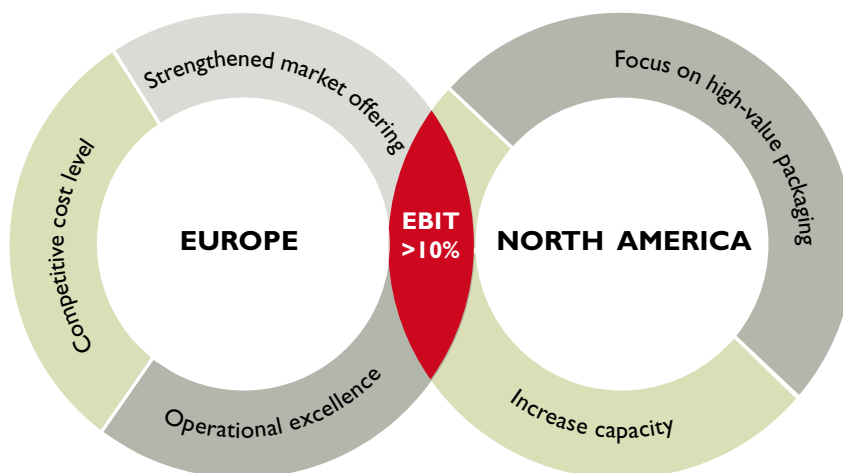 Strengthened market offering
Competitive cost level
EUROPE
Operational excellence
EBIT
>10%
Focus on high-value packaging
NORTH AMERICA
Increase capacity